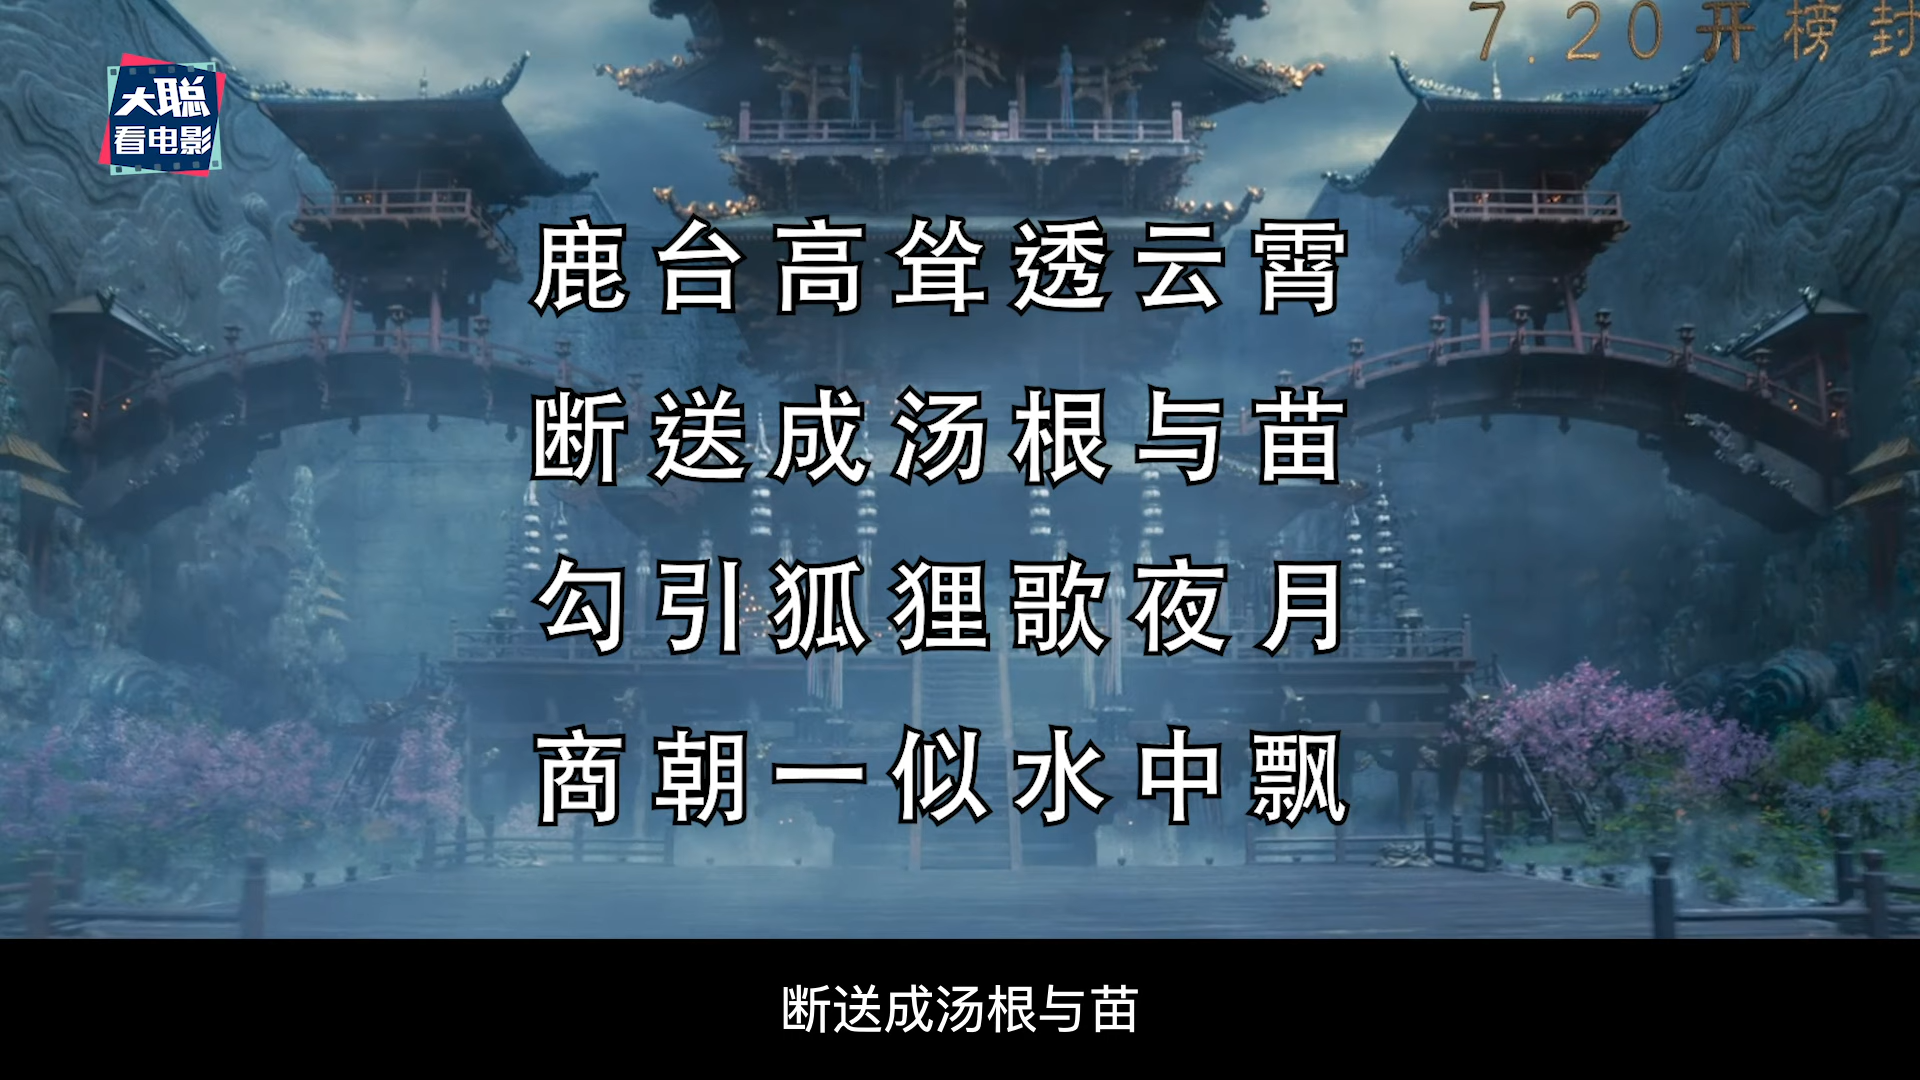 7.20开榜封
大聪
看电影
鹿台高耸透云霄
断送成汤根与苗
勾引狐狸歌夜月
商朝一似水中飘
断送成汤根与苗